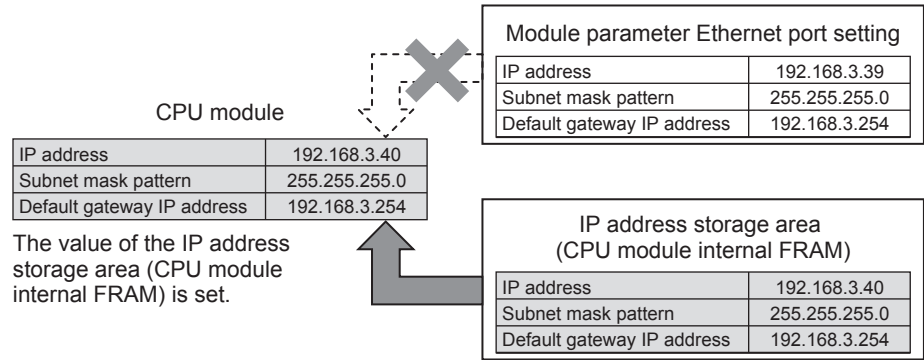 Module parameter Ethernet port setting
IP address 192.168.3.39
Subnet mask pattern 255.255.255.0
Default gateway IP address 192.168.3.254
CPU module
IP address 192.168.3.40
Subnet mask pattern 255.255.255.0
Default gateway IP address 192.168.3.254
The value of the IP address
storage area (CPU module
internal FRAM) is set.
IP address storage area
(CPU module internal FRAM)
IP address 192.168.3.40
Subnet mask pattern 255.255.255.0
Default gateway IP address 192.168.3.254